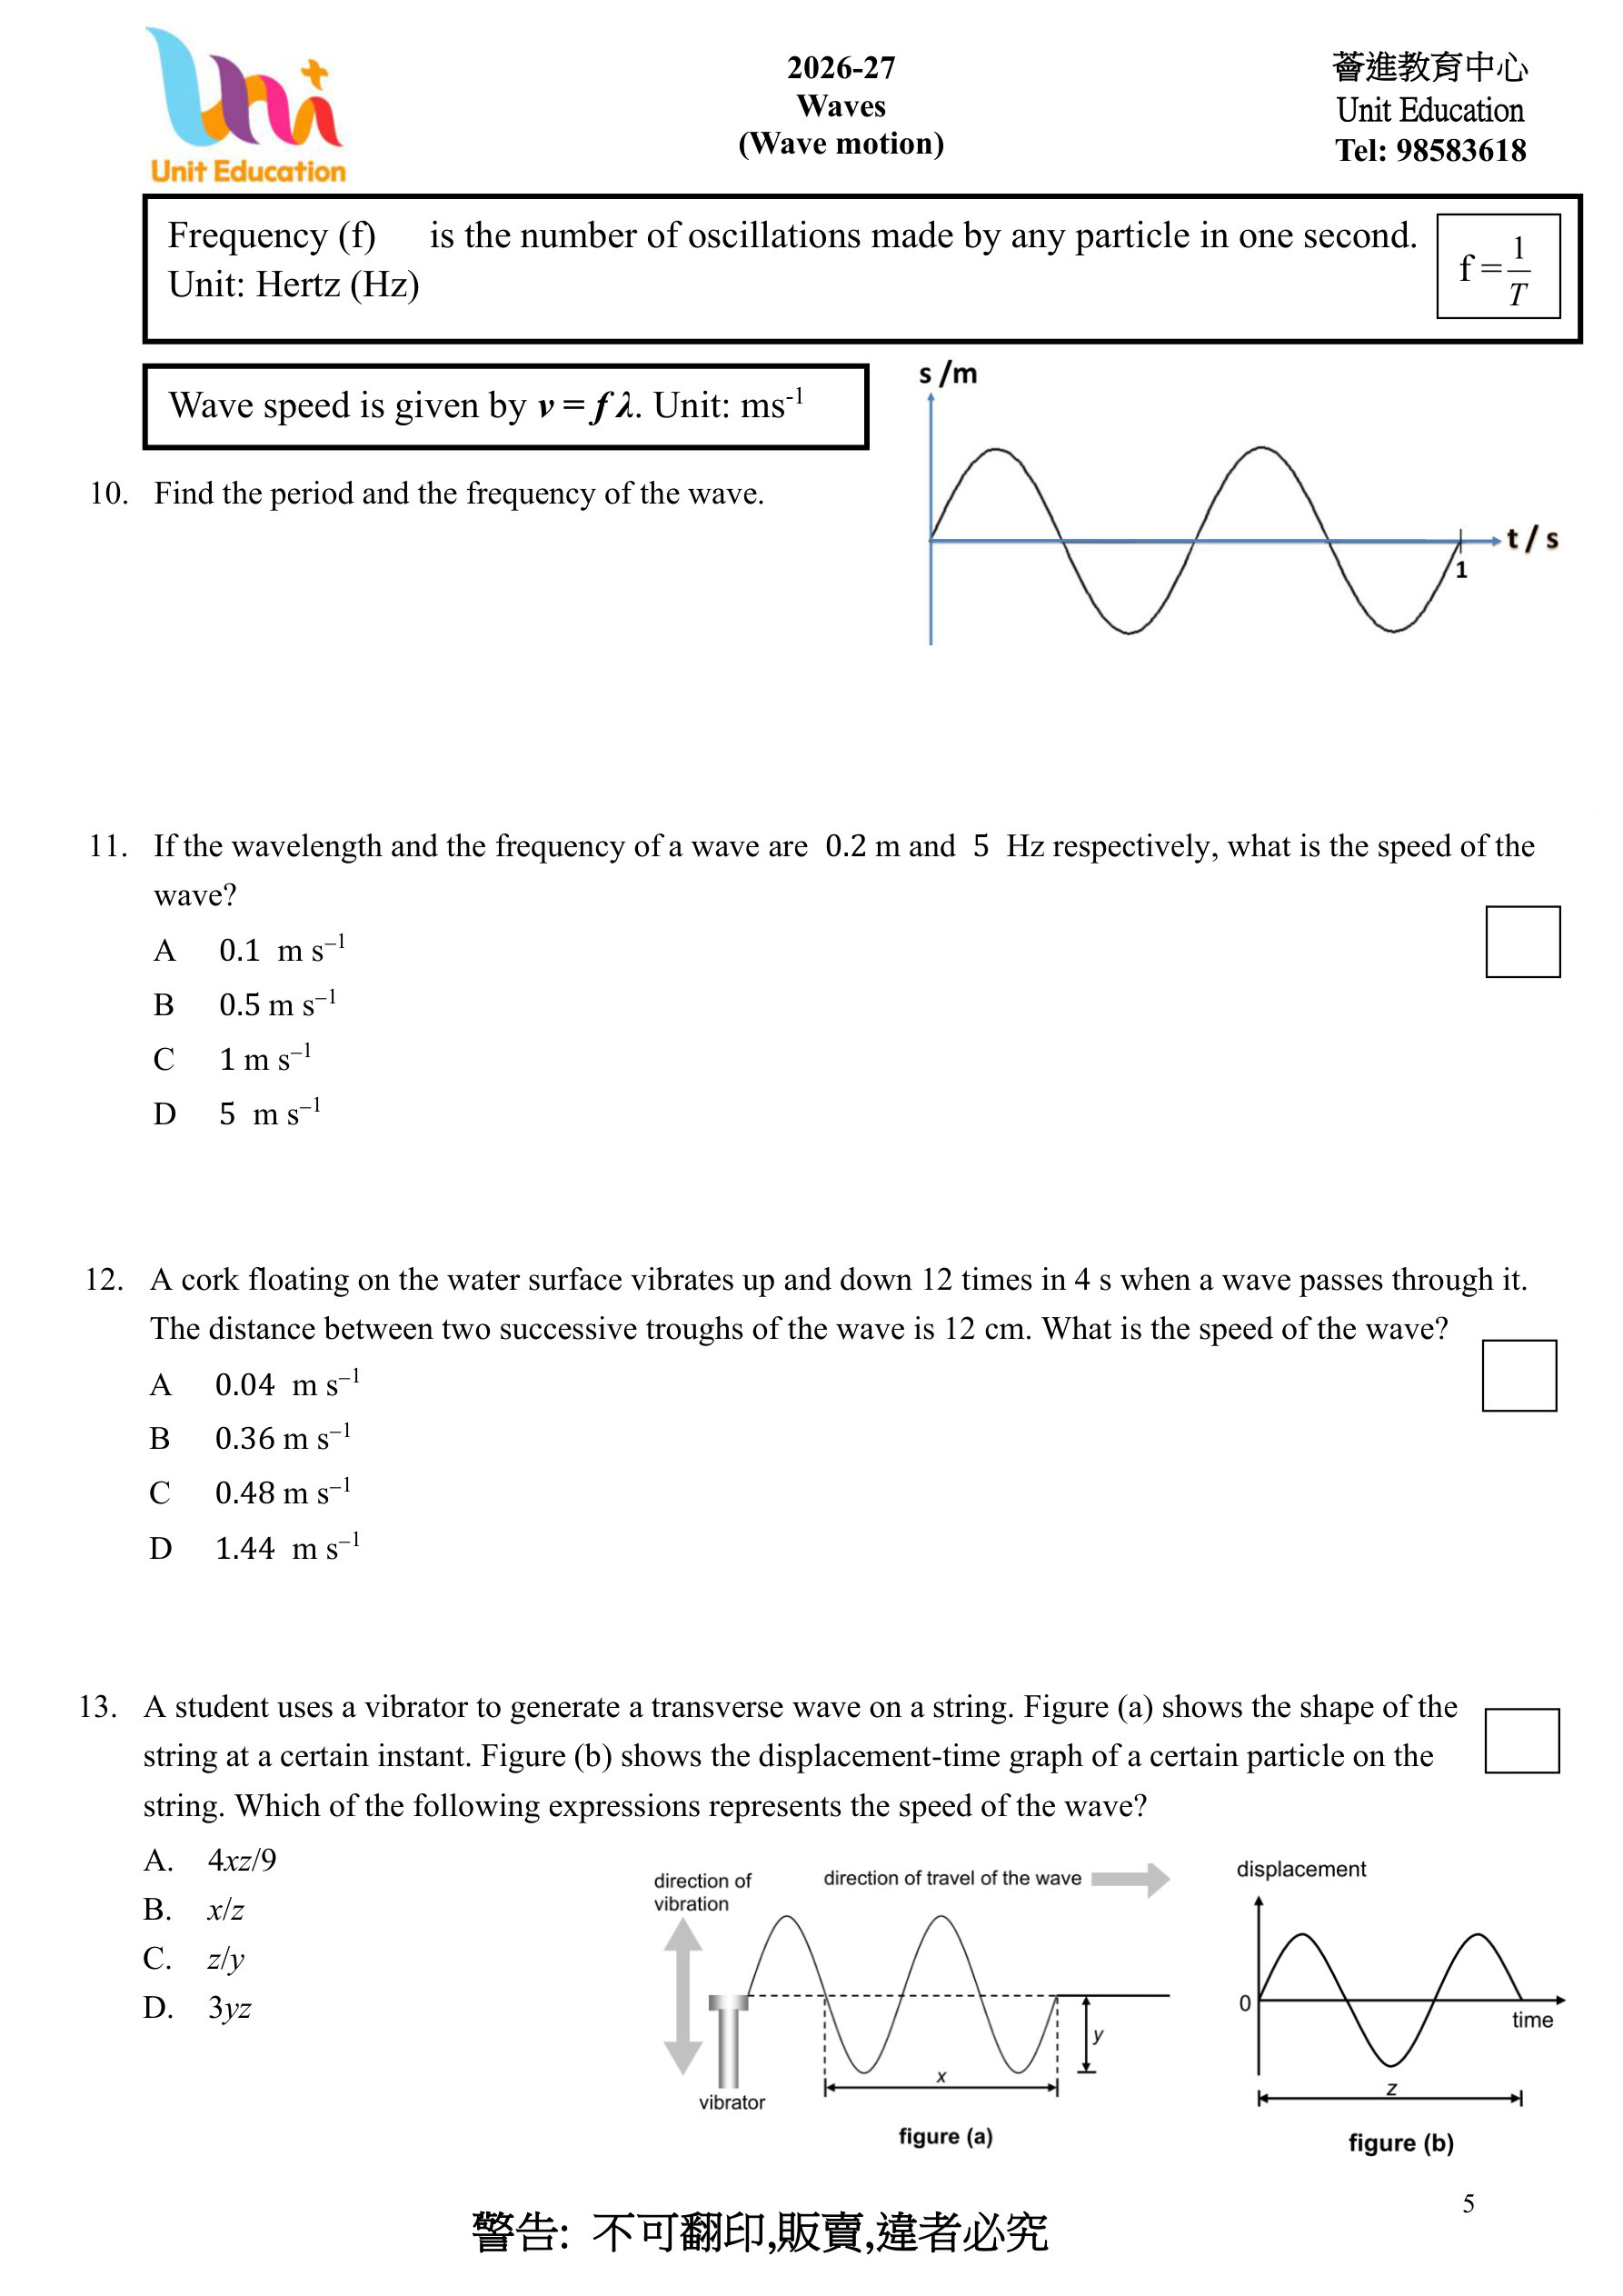 Unit Education
2026-27
Waves
(Wave motion)
薈進教育中心
Unit Education
Tel: 98583618
Frequency (f) is the number of oscillations made by any particle in one second.
Unit: Hertz (Hz)
f = 1/T
Wave speed is given by v = f λ. Unit: ms⁻¹
10. Find the period and the frequency of the wave.
s /m
t / s
1
11. If the wavelength and the frequency of a wave are 0.2 m and 5 Hz respectively, what is the speed of the
wave?
A 0.1 m s⁻¹
B 0.5 m s⁻¹
C 1 m s⁻¹
D 5 m s⁻¹
12. A cork floating on the water surface vibrates up and down 12 times in 4 s when a wave passes through it.
The distance between two successive troughs of the wave is 12 cm. What is the speed of the wave?
A 0.04 m s⁻¹
B 0.36 m s⁻¹
C 0.48 m s⁻¹
D 1.44 m s⁻¹
13. A student uses a vibrator to generate a transverse wave on a string. Figure (a) shows the shape of the
string at a certain instant. Figure (b) shows the displacement-time graph of a certain particle on the
string. Which of the following expressions represents the speed of the wave?
A. 4xz/9
B. x/z
C. z/y
D. 3yz
direction of
vibration
direction of travel of the wave
y
x
vibrator
figure (a)
displacement
0
time
z
figure (b)
5
警告: 不可翻印,販賣,違者必究